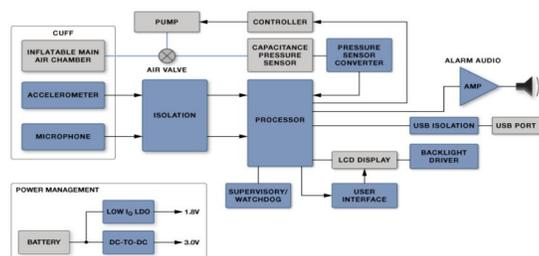 PUMP
CONTROLLER
CUFF
INFLATABLE MAIN
AIR CHAMBER
AIR VALVE
CAPACITANCE
PRESSURE
SENSOR
PRESSURE
SENSOR
CONVERTER
ALARM AUDIO
AMP
ACCELEROMETER
ISOLATION
PROCESSOR
MICROPHONE
USB ISOLATION
USB PORT
LCD DISPLAY
BACKLIGHT
DRIVER
SUPERVISORY/
WATCHDOG
USER
INTERFACE
POWER MANAGEMENT
LOW IQ LDO
1.8V
BATTERY
DC-TO-DC
3.0V